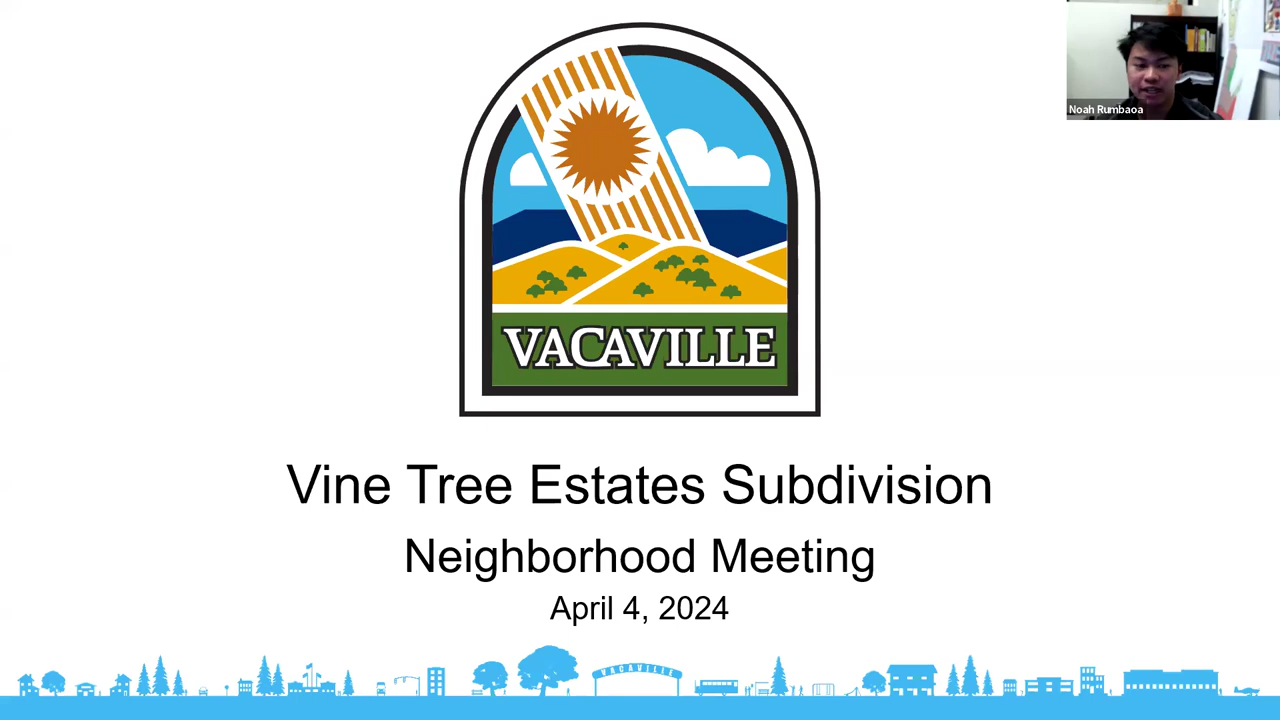 Noah Rumbaoa
VACAVILLE
Vine Tree Estates Subdivision
Neighborhood Meeting
April 4, 2024
VACAVILLE